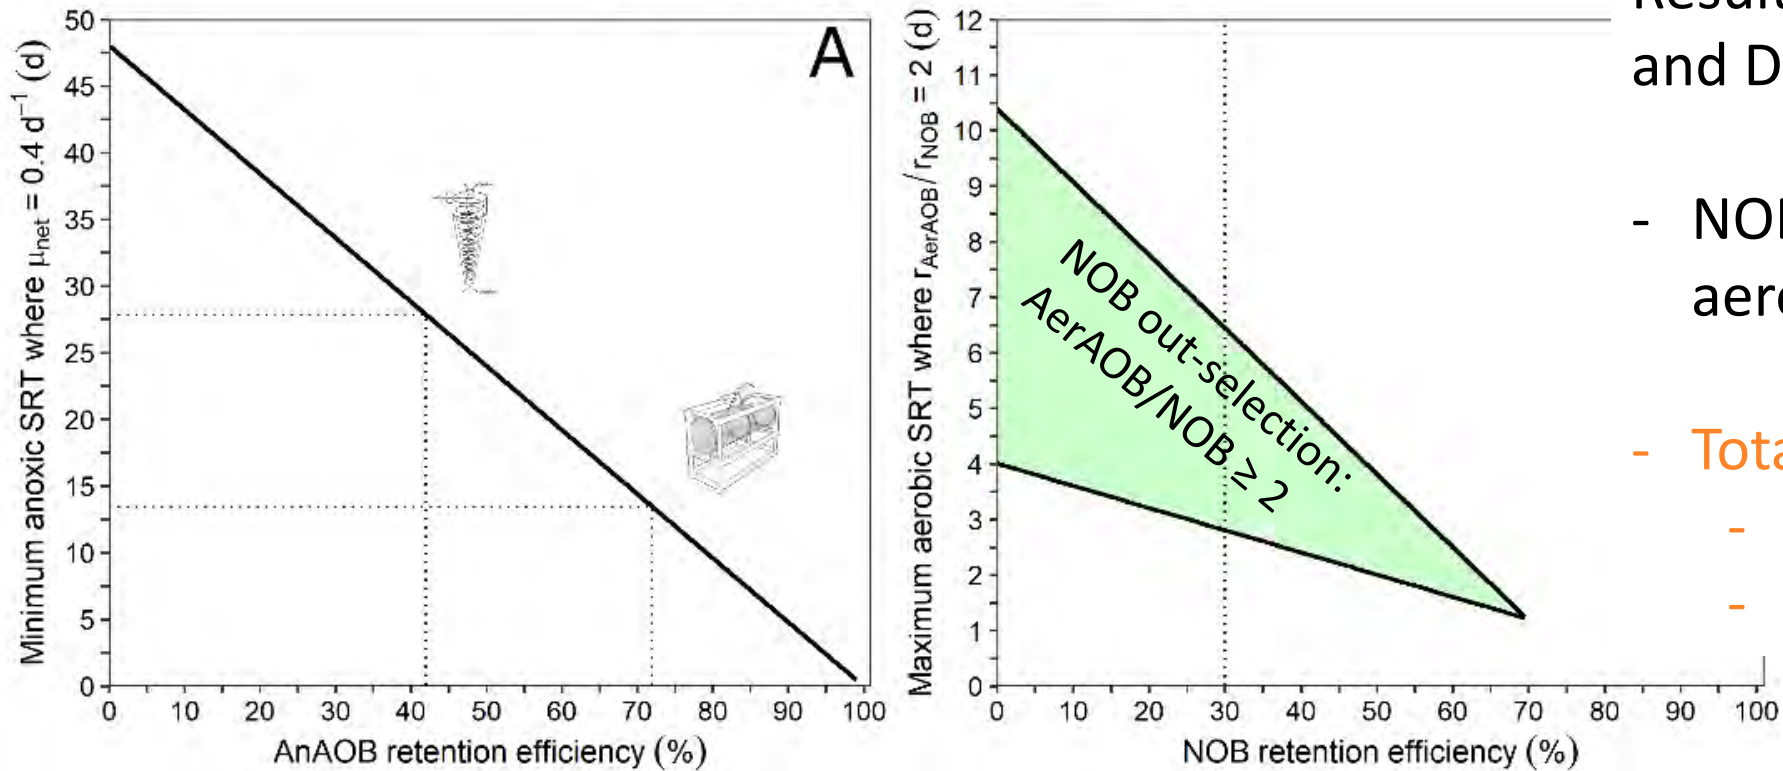 Minimum anoxic SRT where μnet = 0.4 d⁻¹ (d)
50
45
40
35
30
25
20
15
10
5
0
A
0 10 20 30 40 50 60 70 80 90 100
AnAOB retention efficiency (%)
Maximum aerobic SRT where rAerAOB/rNOB = 2 (d)
12
11
10
9
8
7
6
5
4
3
2
1
0
NOB out-selection:
AerAOB/NOB ≥ 2
0 10 20 30 40 50 60 70 80 90 100
NOB retention efficiency (%)
and D
-
aero
-
-
-